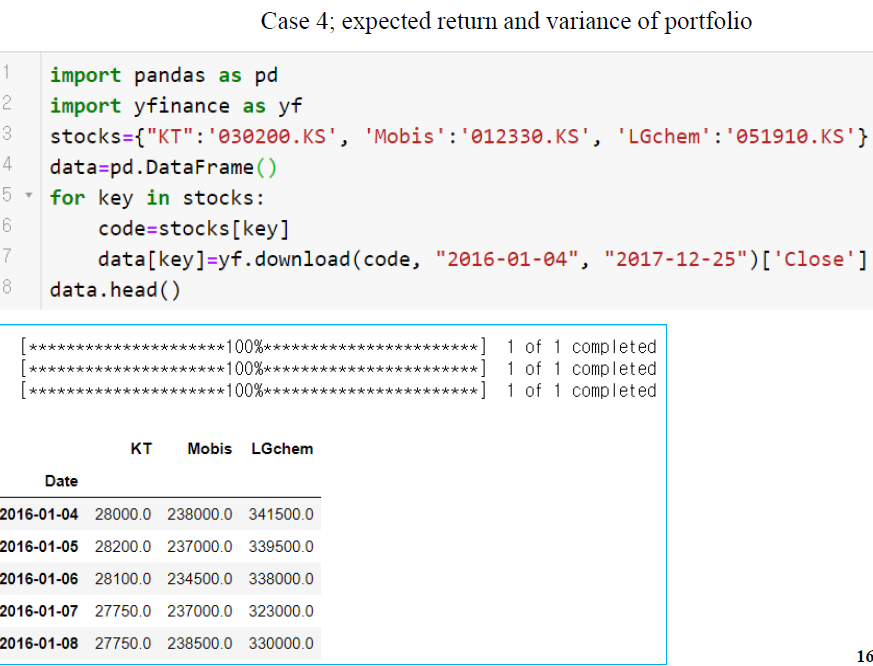 Case 4; expected return and variance of portfolio
1 import pandas as pd
2 import yfinance as yf
3 stocks={"KT":'030200.KS', 'Mobis':'012330.KS', 'LGchem':'051910.KS'}
4 data=pd.DataFrame()
5 for key in stocks:
6     code=stocks[key]
7     data[key]=yf.download(code, "2016-01-04", "2017-12-25")['Close']
8 data.head()
[**********************100%************************]  1 of 1 completed
[**********************100%************************]  1 of 1 completed
[**********************100%************************]  1 of 1 completed
KT Mobis LGchem
Date
2016-01-04 28000.0 238000.0 341500.0
2016-01-05 28200.0 237000.0 339500.0
2016-01-06 28100.0 234500.0 338000.0
2016-01-07 27750.0 237000.0 323000.0
2016-01-08 27750.0 238500.0 330000.0
16